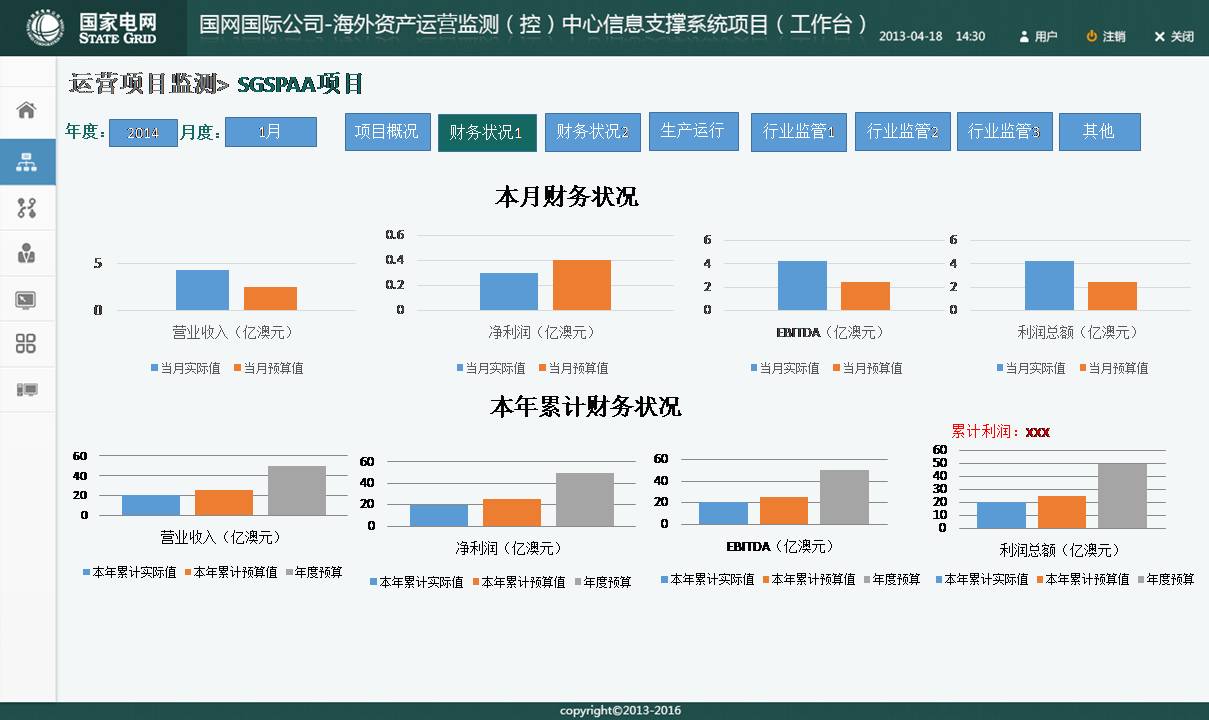 国家电网
STATE GRID
国网国际公司-海外资产运营监测（控）中心信息支撑系统项目（工作台）
2013-04-18 14:30 用户 注销 关闭
运营项目监测> SGSPAA项目
年度： 2014 月度： 1月 项目概况 财务状况1 财务状况2 生产运行 行业监管1 行业监管2 行业监管3 其他
本月财务状况
5
0
营业收入（亿澳元）
当月实际值 当月预算值
0.6
0.4
0.2
0
净利润（亿澳元）
当月实际值 当月预算值
6
4
2
0
EBITDA（亿澳元）
当月实际值 当月预算值
6
4
2
0
利润总额（亿澳元）
当月实际值 当月预算值
本年累计财务状况
60
40
20
0
营业收入（亿澳元）
本年累计实际值 本年累计预算值 年度预算
60
40
20
0
净利润（亿澳元）
本年累计实际值 本年累计预算值 年度预算
60
40
20
0
EBITDA（亿澳元）
本年累计实际值 本年累计预算值 年度预算
累计利润：xxx
60
50
40
30
20
10
0
利润总额（亿澳元）
本年累计实际值 本年累计预算值 年度预算
copyright©2013-2016